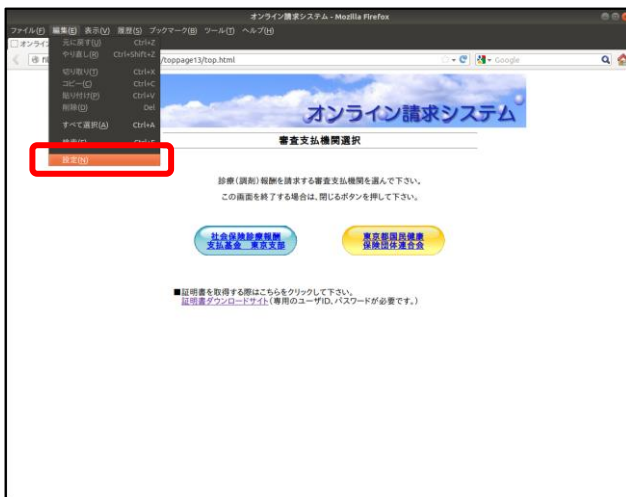 オンライン請求システム - Mozilla Firefox
ファイル(F) 編集(E) 表示(V) 履歴(S) ブックマーク(B) ツール(T) ヘルプ(H)
元に戻す(U) Ctrl+Z
やり直し(R) Ctrl+Shift+Z
切り取り(T) Ctrl+X
コピー(C) Ctrl+C
貼り付け(P) Ctrl+V
削除(D) Del
すべて選択(A) Ctrl+A
設定(N)
オンライン
/toppage13/top.html
Google
オンライン請求システム
審査支払機関選択
診療(調剤)報酬を請求する審査支払機関を選んで下さい。
この画面を終了する場合は、閉じるボタンを押して下さい。
社会保険診療報酬
支払基金 東京支部
東京都国民健康
保険団体連合会
■証明書を取得する際はこちらをクリックして下さい。
証明書ダウンロードサイト(専用のユーザID、パスワードが必要です。)